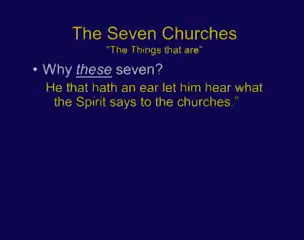 The Seven Churches
"The Things that are"
• Why these seven?
He that hath an ear let him hear what
the Spirit says to the churches."